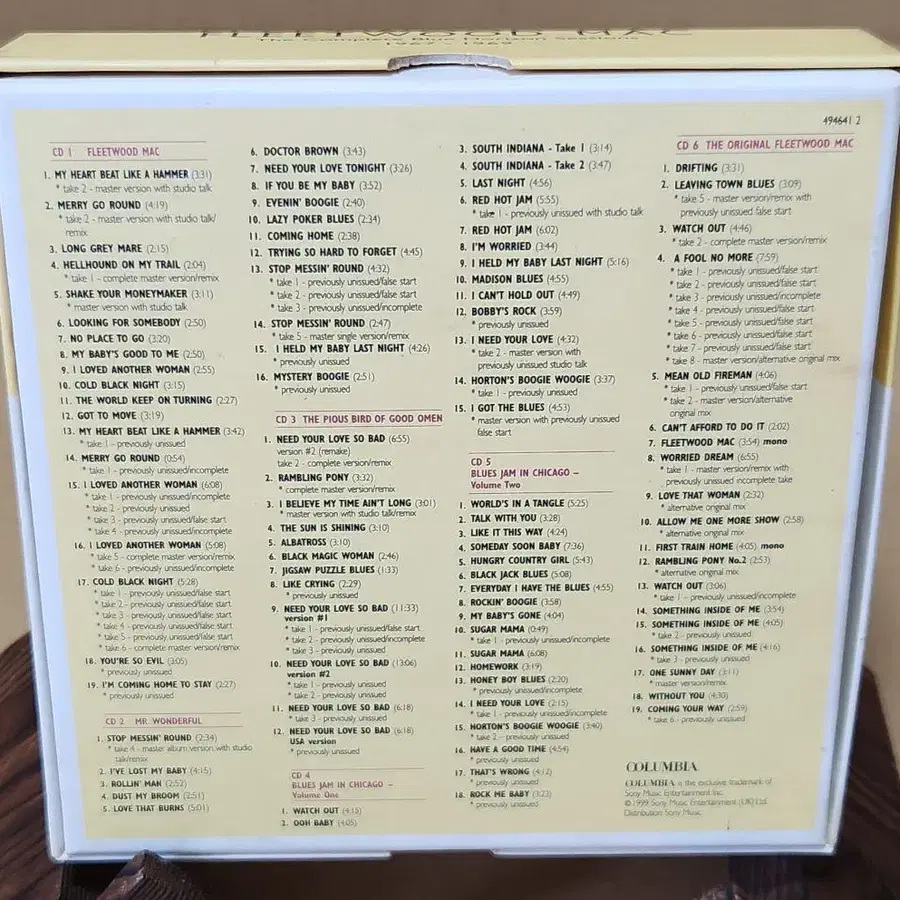 FLEETWOOD MAC
The Complete Blue Horizon Sessions
1967-1969
494641 2
CD 1 FLEETWOOD MAC
1. MY HEART BEAT LIKE A HAMMER (3:31)
* take 2 - master version with studio talk
2. MERRY GO ROUND (4:19)
* take 2 - master version with studio talk/
remix
3. LONG GREY MARE (2:15)
4. HELLHOUND ON MY TRAIL (2:04)
* take 1 - complete master version/remix
5. SHAKE YOUR MONEYMAKER (3:11)
* master version with studio talk
6. LOOKING FOR SOMEBODY (2:50)
7. NO PLACE TO GO (3:20)
8. MY BABY'S GOOD TO ME (2:50)
9. I LOVED ANOTHER WOMAN (2:55)
10. COLD BLACK NIGHT (3:15)
11. THE WORLD KEEP ON TURNING (2:27)
12. GOT TO MOVE (3:19)
13. MY HEART BEAT LIKE A HAMMER (3:42)
* take 1 - previously unissued
14. MERRY GO ROUND (0:54)
* take 1 - previously unissued/incomplete
15. I LOVED ANOTHER WOMAN (6:08)
* take 1 - previously unissued/incomplete
* take 2 - previously unissued
* take 3 - previously unissued/false start
* take 4 - previously unissued/incomplete
16. I LOVED ANOTHER WOMAN (5:08)
* take 5 - complete master version/remix
* take 6 - previously unissued/incomplete
17. COLD BLACK NIGHT (5:28)
* take 1 - previously unissued/false start
* take 2 - previously unissued/false start
* take 3 - previously unissued/false start
* take 4 - previously unissued/false start
* take 5 - previously unissued/false start
* take 6 - complete master version/remix
18. YOU'RE SO EVIL (3:05)
* previously unissued
19. I'M COMING HOME TO STAY (2:27)
* previously unissued
CD 2 MR. WONDERFUL
1. STOP MESSIN' ROUND (2:34)
* take 4 - master album version with studio
talk/remix
2. I'VE LOST MY BABY (4:15)
3. ROLLIN' MAN (2:52)
4. DUST MY BROOM (2:51)
5. LOVE THAT BURNS (5:01)
6. DOCTOR BROWN (3:43)
7. NEED YOUR LOVE TONIGHT (3:26)
8. IF YOU BE MY BABY (3:52)
9. EVENIN' BOOGIE (2:40)
10. LAZY POKER BLUES (2:34)
11. COMING HOME (2:38)
12. TRYING SO HARD TO FORGET (4:45)
13. STOP MESSIN' ROUND (4:32)
* take 1 - previously unissued/false start
* take 2 - previously unissued/false start
* take 3 - previously unissued/incomplete
14. STOP MESSIN' ROUND (2:47)
* take 5 - master single version/remix
15. I HELD MY BABY LAST NIGHT (4:26)
* previously unissued
16. MYSTERY BOOGIE (2:51)
* previously unissued
CD 3 THE PIOUS BIRD OF GOOD OMEN
1. NEED YOUR LOVE SO BAD (6:55)
version #2 (remake)
take 2 - complete version/remix
2. RAMBLING PONY (3:32)
* complete master version/remix
3. I BELIEVE MY TIME AIN'T LONG (3:01)
* master version with studio talk/remix
4. THE SUN IS SHINING (3:10)
5. ALBATROSS (3:10)
6. BLACK MAGIC WOMAN (2:46)
7. JIGSAW PUZZLE BLUES (1:33)
8. LIKE CRYING (2:29)
* previously unissued
9. NEED YOUR LOVE SO BAD (11:33)
version #1
* take 1 - previously unissued/false start
* take 2 - previously unissued/incomplete
* take 3 - previously unissued
10. NEED YOUR LOVE SO BAD (13:06)
version #2
* take 1 - previously unissued
* take 2 - previously unissued
11. NEED YOUR LOVE SO BAD (6:18)
* take 3 - previously unissued
12. NEED YOUR LOVE SO BAD (6:18)
USA version
* previously unissued
CD 4
BLUES JAM IN CHICAGO –
Volume One
1. WATCH OUT (4:15)
2. OOH BABY (4:05)
3. SOUTH INDIANA - Take 1 (3:14)
4. SOUTH INDIANA - Take 2 (3:47)
5. LAST NIGHT (4:56)
6. RED HOT JAM (5:55)
* take 1 - previously unissued with studio talk
7. RED HOT JAM (6:02)
8. I'M WORRIED (3:44)
9. I HELD MY BABY LAST NIGHT (5:16)
10. MADISON BLUES (4:55)
11. I CAN'T HOLD OUT (4:49)
12. BOBBY'S ROCK (3:59)
* previously unissued
13. I NEED YOUR LOVE (4:32)
* take 2 - master version with
previously unissued studio talk
14. HORTON'S BOOGIE WOOGIE (3:37)
* take 1 - previously unissued
15. I GOT THE BLUES (4:53)
* master version with previously unissued
false start
CD 5
BLUES JAM IN CHICAGO –
Volume Two
1. WORLD'S IN A TANGLE (5:25)
2. TALK WITH YOU (3:28)
3. LIKE IT THIS WAY (4:24)
4. SOMEDAY SOON BABY (7:36)
5. HUNGRY COUNTRY GIRL (5:43)
6. BLACK JACK BLUES (5:08)
7. EVERYDAY I HAVE THE BLUES (4:55)
8. ROCKIN' BOOGIE (3:58)
9. MY BABY'S GONE (4:04)
10. SUGAR MAMA (0:49)
* take 1 - previously unissued/incomplete
11. SUGAR MAMA (6:08)
12. HOMEWORK (3:19)
13. HONEY BOY BLUES (2:20)
* previously unissued/incomplete
14. I NEED YOUR LOVE (2:15)
* take 1 - previously unissued/incomplete
15. HORTON'S BOOGIE WOOGIE (3:40)
* take 2 - previously unissued
16. HAVE A GOOD TIME (4:54)
* previously unissued
17. THAT'S WRONG (4:12)
* previously unissued
18. ROCK ME BABY (3:23)
* previously unissued
CD 6 THE ORIGINAL FLEETWOOD MAC
1. DRIFTING (3:31)
2. LEAVING TOWN BLUES (3:09)
* take 5 - master version/remix with
previously unissued false start
3. WATCH OUT (4:46)
* take 2 - complete master version/remix
4. A FOOL NO MORE (7:59)
* take 1 - previously unissued/false start
* take 2 - previously unissued/false start
* take 3 - previously unissued/incomplete
* take 4 - previously unissued/false start
* take 5 - previously unissued/false start
* take 6 - previously unissued/false start
* take 7 - previously unissued/false start
* take 8 - master version/alternative original mix
5. MEAN OLD FIREMAN (4:06)
* take 1 - previously unissued/false start
* take 2 - master version/alternative
original mix
6. CAN'T AFFORD TO DO IT (2:02)
7. FLEETWOOD MAC (3:54) mono
8. WORRIED DREAM (6:55)
* take 1 - master version/remix with
previously unissued incomplete take
9. LOVE THAT WOMAN (2:32)
* alternative original mix
10. ALLOW ME ONE MORE SHOW (2:58)
* alternative original mix
11. FIRST TRAIN HOME (4:05) mono
12. RAMBLING PONY No.2 (2:53)
* alternative original mix
13. WATCH OUT (3:06)
* take 1 - previously unissued/incomplete
14. SOMETHING INSIDE OF ME (3:54)
15. SOMETHING INSIDE OF ME (4:05)
* take 2 - previously unissued
16. SOMETHING INSIDE OF ME (4:16)
* take 3 - previously unissued
17. ONE SUNNY DAY (3:11)
* master version/remix
18. WITHOUT YOU (4:30)
19. COMING YOUR WAY (2:59)
* take 6 - previously unissued
COLUMBIA
COLUMBIA is the exclusive trademark of
Sony Music Entertainment Inc.
© 1999 Sony Music Entertainment (UK) Ltd.
Distribution Sony Music